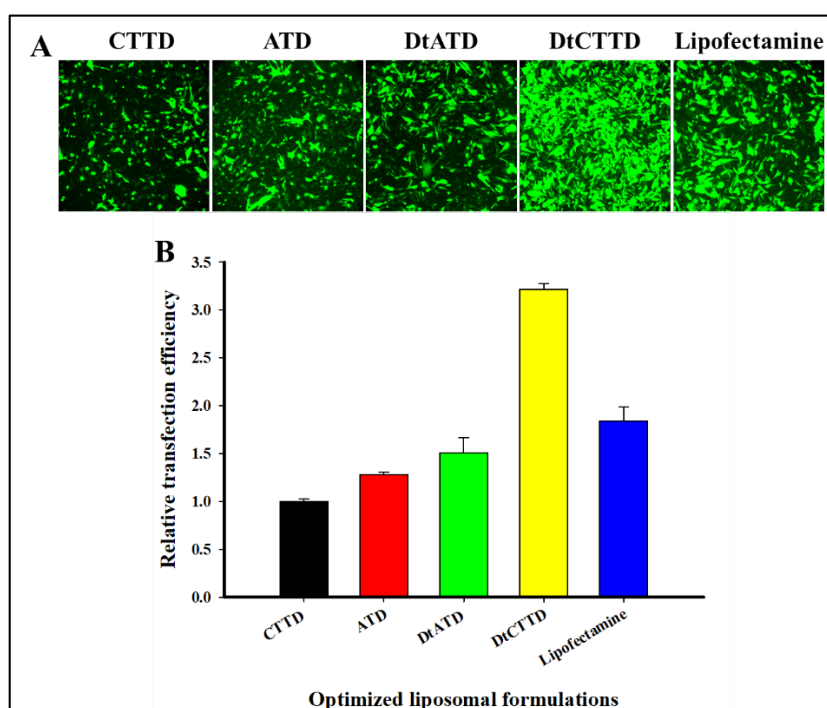 A CTTD ATD DtATD DtCTTD Lipofectamine
B
Relative transfection efficiency
3.5
3.0
2.5
2.0
1.5
1.0
0.5
0.0
CTTD ATD DtATD DtCTTD Lipofectamine
Optimized liposomal formulations